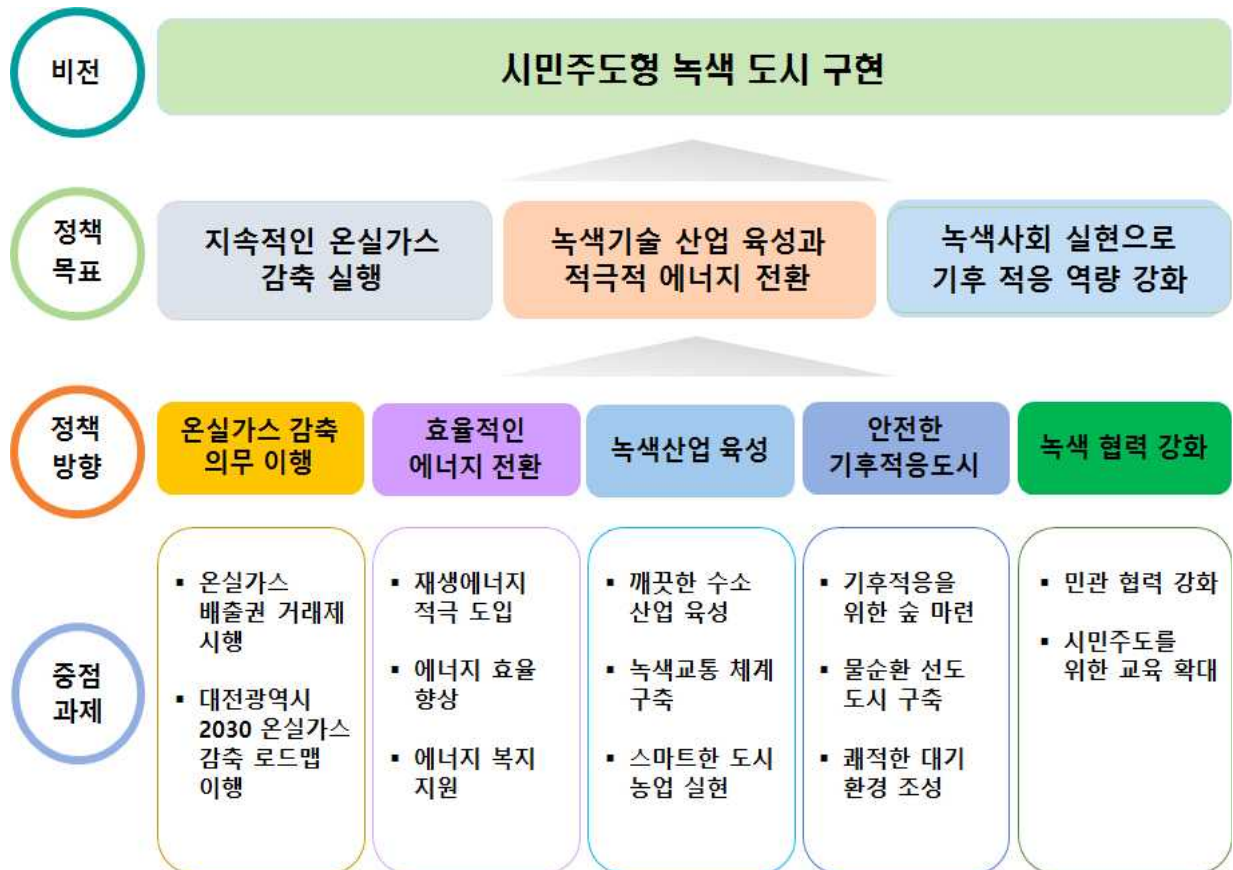 비전
시민주도형 녹색 도시 구현
정책
목표
지속적인 온실가스
감축 실행
녹색기술 산업 육성과
적극적 에너지 전환
녹색사회 실현으로
기후 적응 역량 강화
정책
방향
온실가스 감축
의무 이행
효율적인
에너지 전환
녹색산업 육성
안전한
기후적응도시
녹색 협력 강화
중점
과제
▪ 온실가스
배출권 거래제
시행
▪ 대전광역시
2030 온실가스
감축 로드맵
이행
▪ 재생에너지
적극 도입
▪ 에너지 효율
향상
▪ 에너지 복지
지원
▪ 깨끗한 수소
산업 육성
▪ 녹색교통 체계
구축
▪ 스마트한 도시
농업 실현
▪ 기후적응을
위한 숲 마련
▪ 물순환 선도
도시 구축
▪ 쾌적한 대기
환경 조성
▪ 민관 협력 강화
▪ 시민주도를
위한 교육 확대